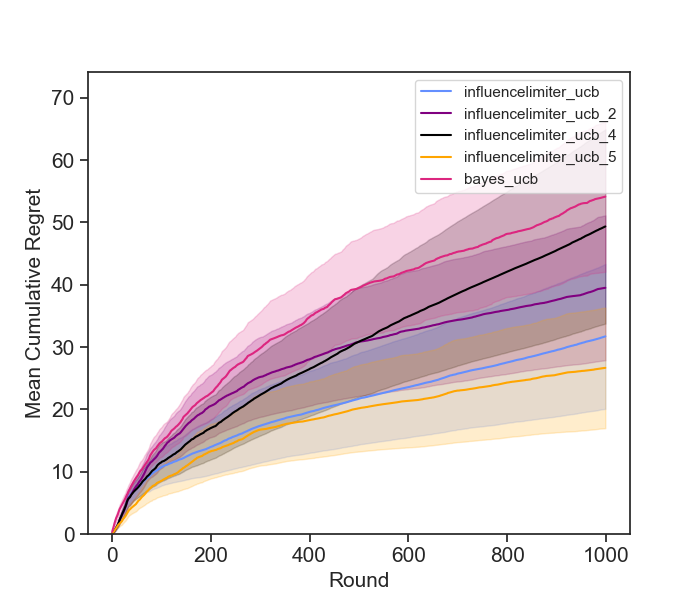 influencelimiter_ucb
influencelimiter_ucb_2
influencelimiter_ucb_4
influencelimiter_ucb_5
bayes_ucb
Mean Cumulative Regret
70
60
50
40
30
20
10
0
0 200 400 600 800 1000
Round